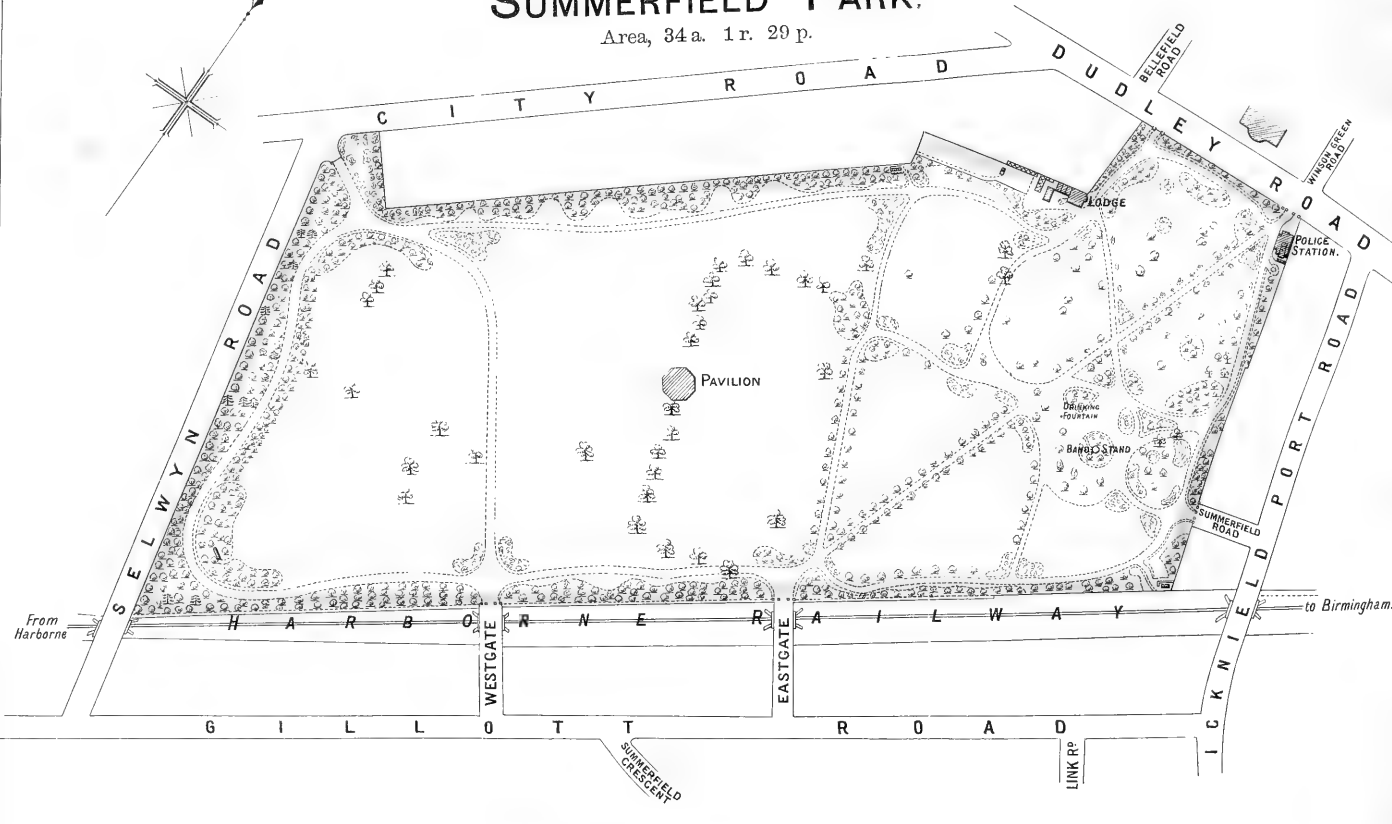 SUMMERFIELD PARK.
Area, 34 a. 1 r. 29 p.
CITY ROAD
DUDLEY ROAD
BELLEFIELD
ROAD
WINSON GREEN
ROAD
LODGE
POLICE
STATION.
SELWYN ROAD
PAVILION
DRINKING
FOUNTAIN
BAND STAND
ICKNIELD PORT ROAD
SUMMERFIELD
ROAD
From
Harborne
HARBORNE RAILWAY
to Birmingham.
WESTGATE
EASTGATE
GILLOTT ROAD
SUMMERFIELD
CRESCENT
LINK RD